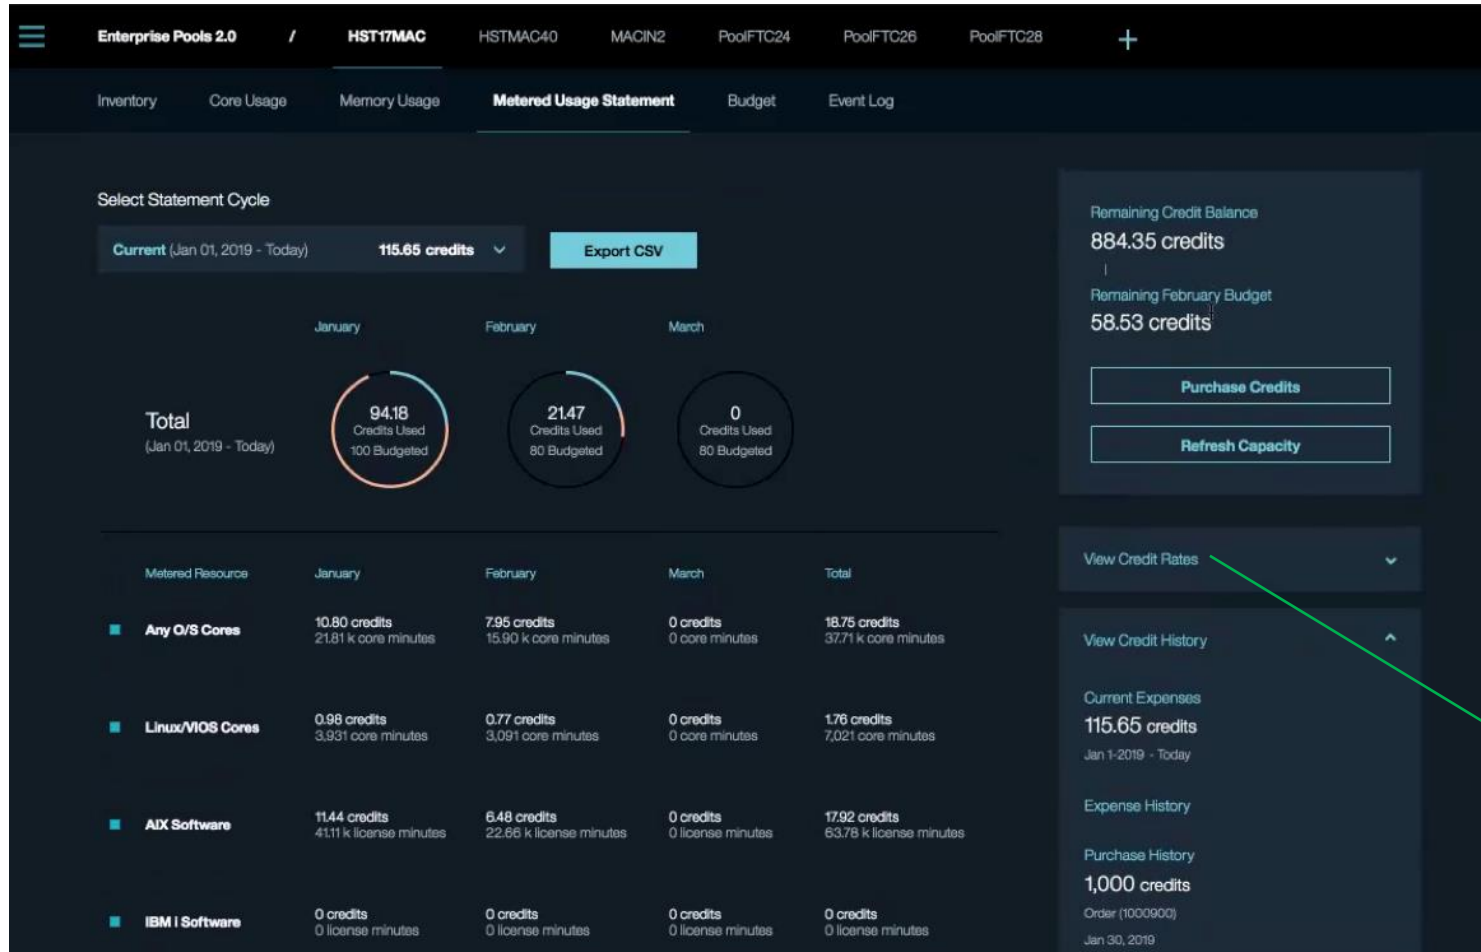 Enterprise Pools 2.0 / HST17MAC HSTMAC40 MACIN2 PoolFTC24 PoolFTC26 PoolFTC28 +
Inventory Core Usage Memory Usage Metered Usage Statement Budget Event Log
Select Statement Cycle
Current (Jan 01, 2019 - Today) 115.65 credits Export CSV
January February March
Total
(Jan 01, 2019 - Today)
94.18
Credits Used
100 Budgeted
21.47
Credits Used
80 Budgeted
0
Credits Used
80 Budgeted
Metered Resource January February March Total
Any O/S Cores 10.80 credits 7.95 credits 0 credits 18.75 credits
21.81 k core minutes 15.90 k core minutes 0 core minutes 37.71 k core minutes
Linux/VIOS Cores 0.98 credits 0.77 credits 0 credits 1.76 credits
3,931 core minutes 3,091 core minutes 0 core minutes 7,021 core minutes
AIX Software 11.44 credits 6.48 credits 0 credits 17.92 credits
41.11 k license minutes 22.66 k license minutes 0 license minutes 63.78 k license minutes
IBM i Software 0 credits 0 credits 0 credits 0 credits
0 license minutes 0 license minutes 0 license minutes 0 license minutes
Remaining Credit Balance
884.35 credits
Remaining February Budget
58.53 credits
Purchase Credits
Refresh Capacity
View Credit Rates
View Credit History
Current Expenses
115.65 credits
Jan 1-2019 - Today
Expense History
Purchase History
1,000 credits
Order (1000900)
Jan 30, 2019